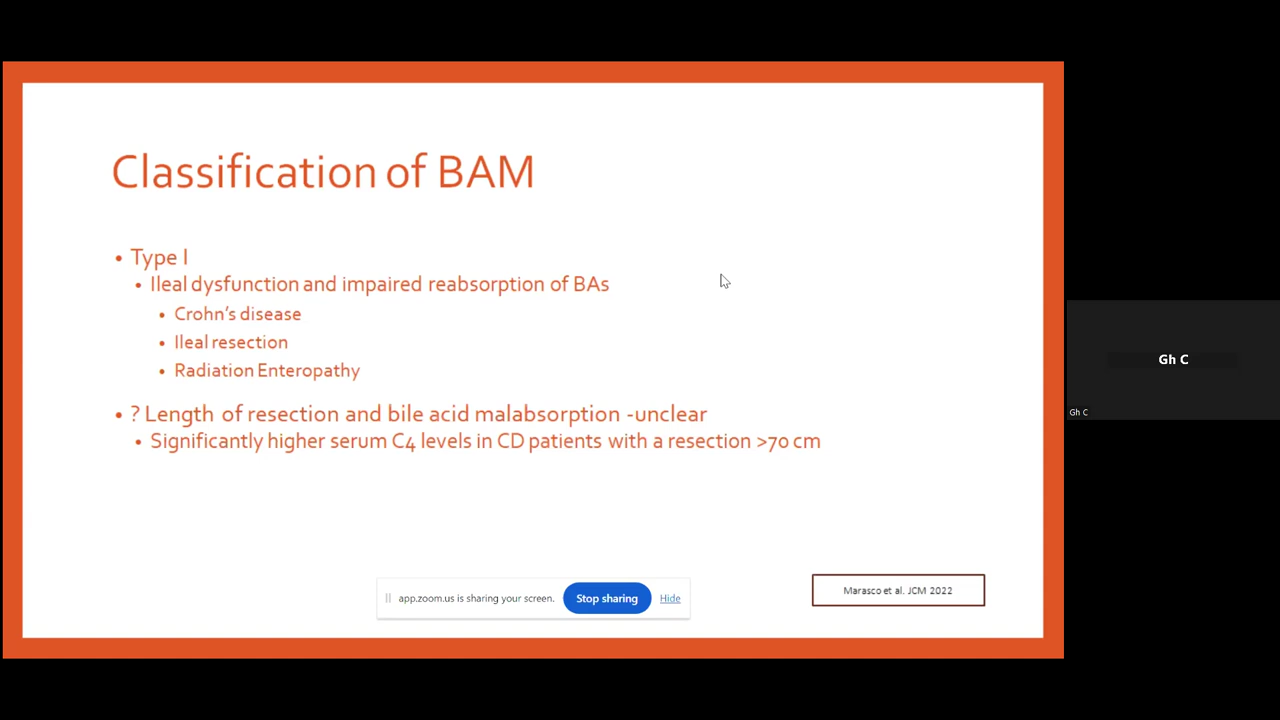 Classification of BAM
• Type I
• Ileal dysfunction and impaired reabsorption of BAs
• Crohn's disease
• Ileal resection
• Radiation Enteropathy
• ? Length of resection and bile acid malabsorption -unclear
• Significantly higher serum C4 levels in CD patients with a resection >70 cm
Marasco et al. JCM 2022
app.zoom.us is sharing your screen. Stop sharing Hide
Gh C
Gh C